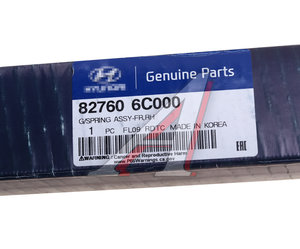 HYUNDAI
Genuine Parts
82760 6C000
G/SPRING ASSY-FR,RH
1 PC FL09 RDTC MADE IN KOREA
WARNING: Cancer and Reproductive Harm
www.P65Warnings.ca.gov
EAC